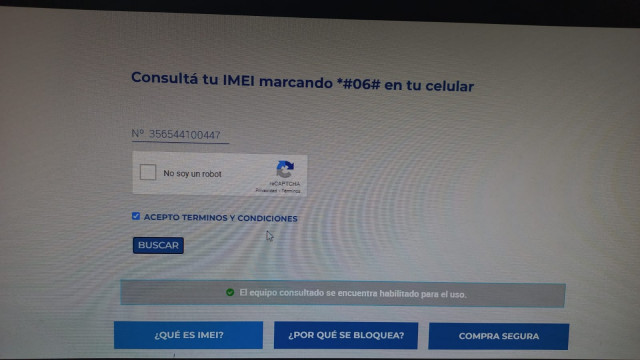 Consultá tu IMEI marcando *#06# en tu celular
Nº 356544100447
No soy un robot
reCAPTCHA
Privacidad - Términos
ACEPTO TERMINOS Y CONDICIONES
BUSCAR
El equipo consultado se encuentra habilitado para el uso.
¿QUÉ ES IMEI?
¿POR QUÉ SE BLOQUEA?
COMPRA SEGURA